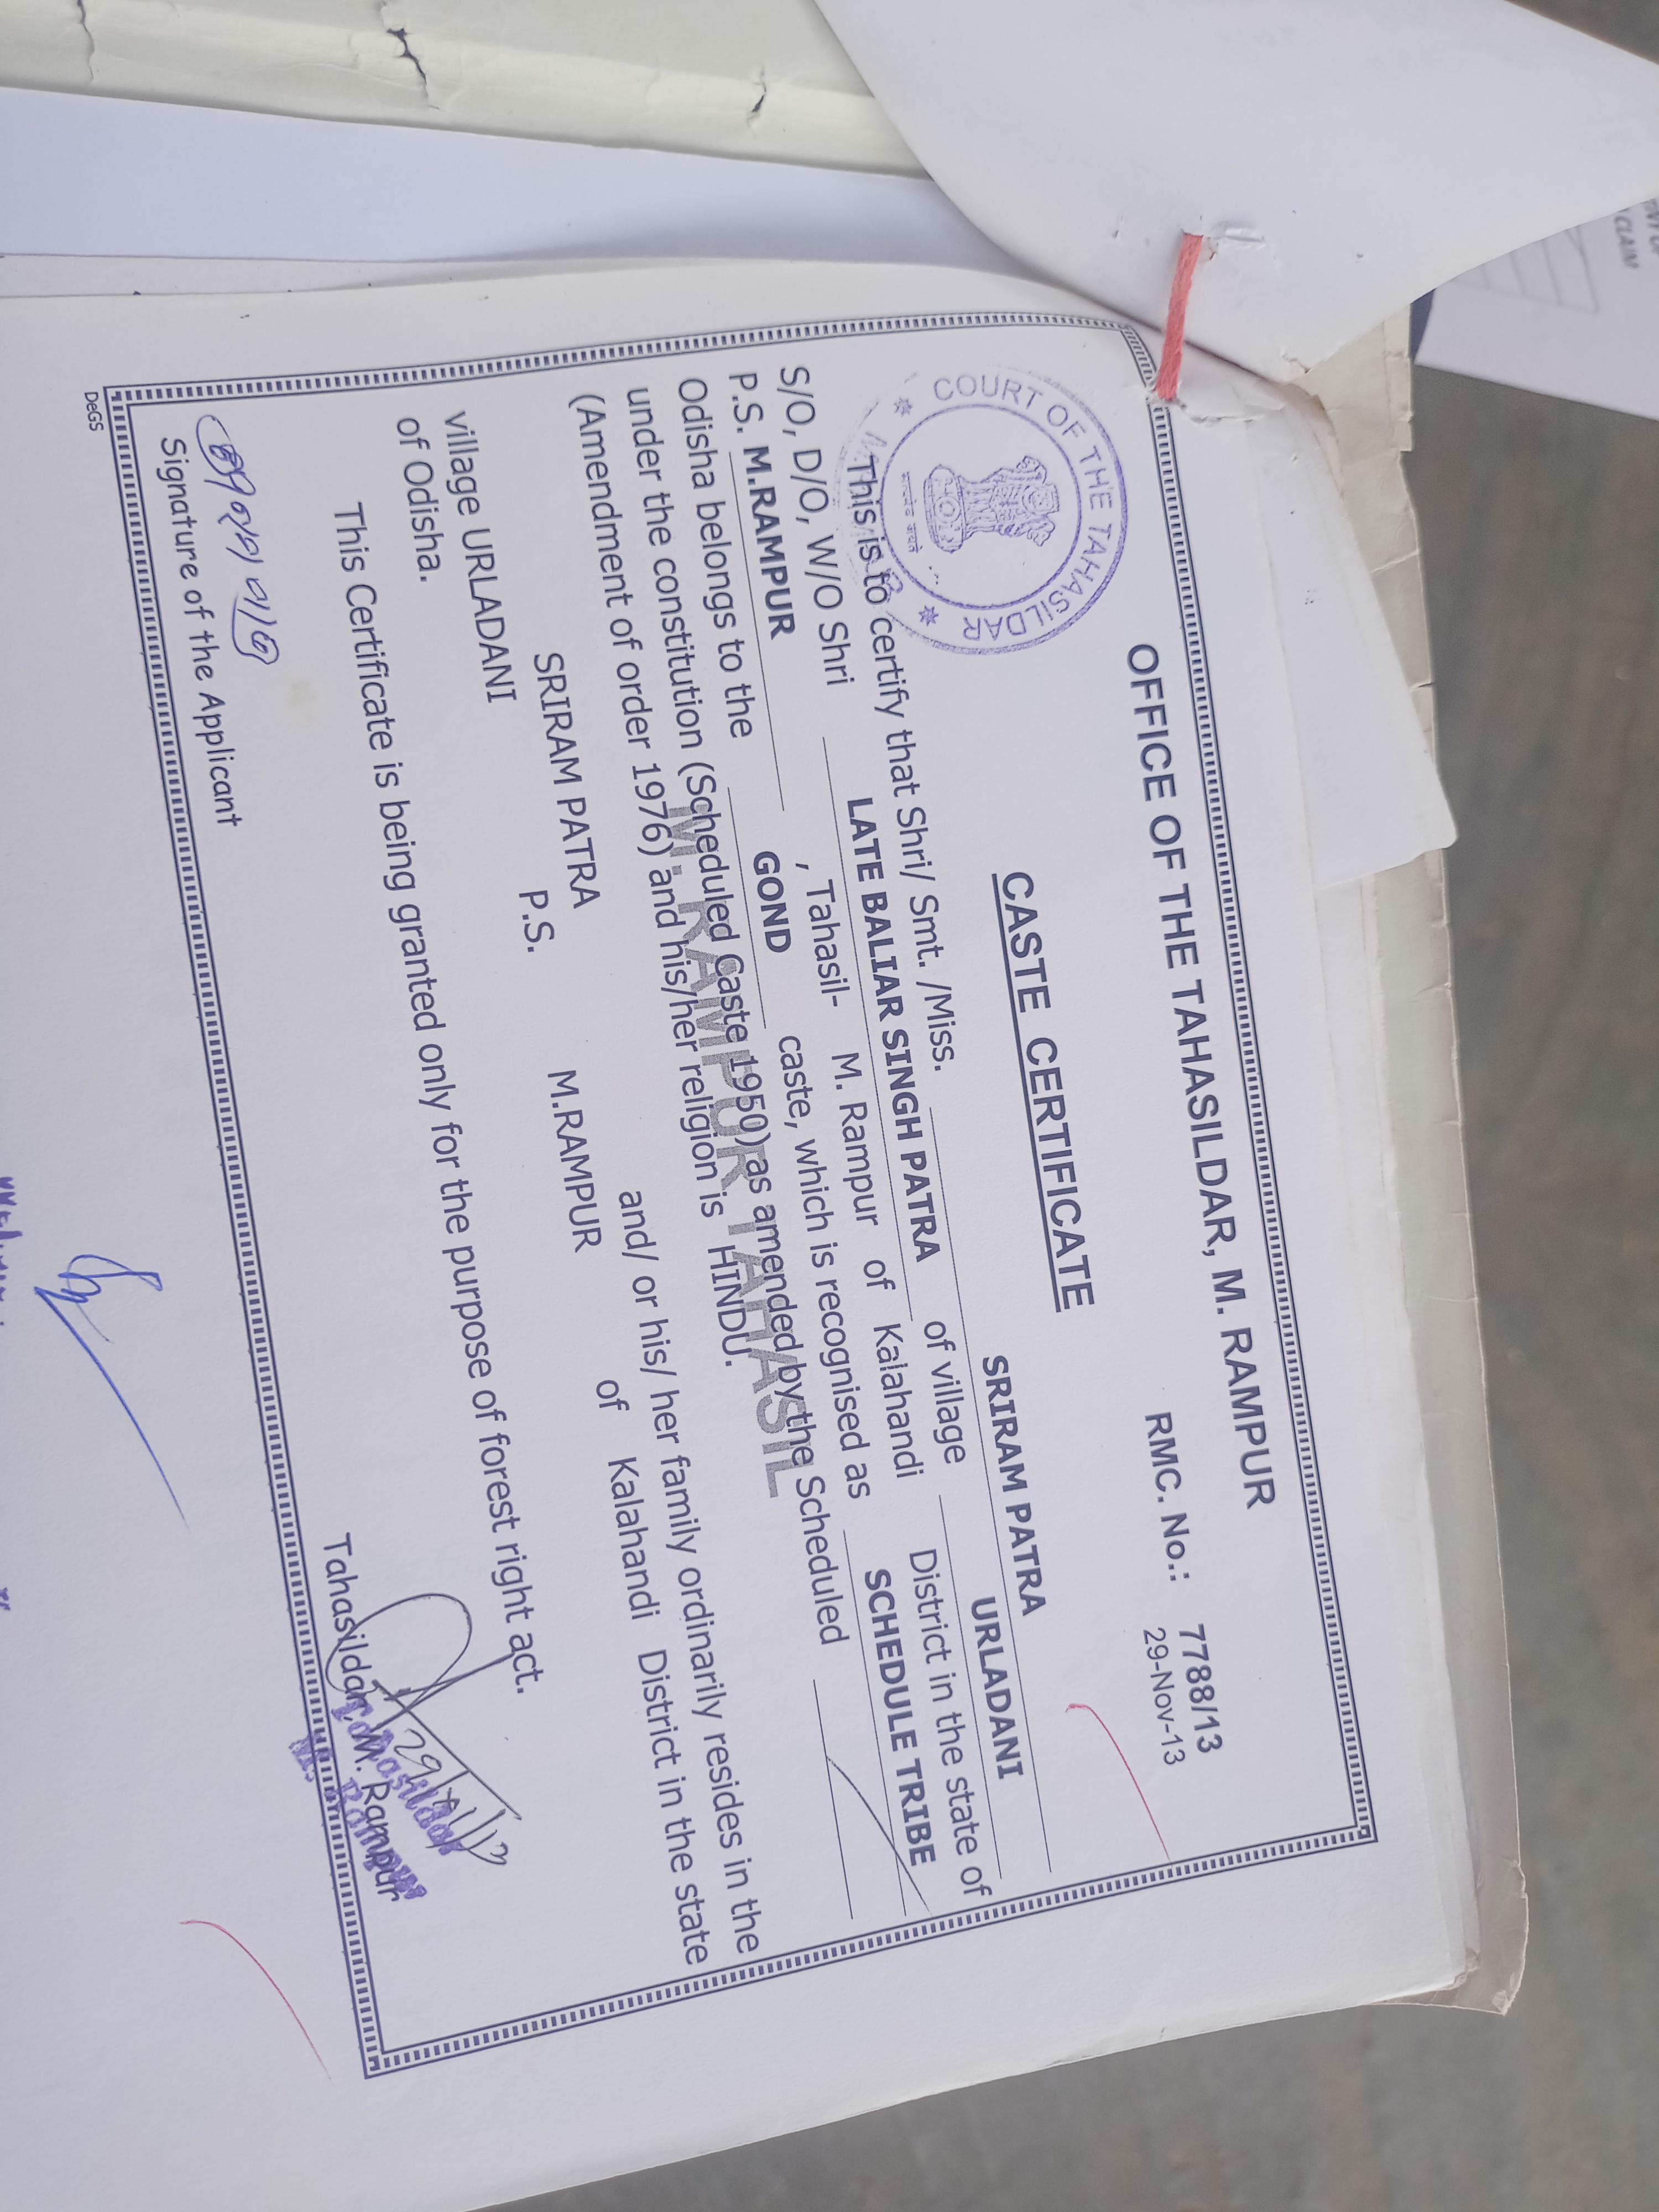 OFFICE OF THE TAHASILDAR, M. RAMPUR
RMC. No.: 7788/13
29-Nov-13
CASTE CERTIFICATE
COURT OF THE TAHASILDAR
This is to certify that Shri/ Smt. /Miss. SRIRAM PATRA
S/O, D/O, W/O Shri LATE BALIAR SINGH PATRA of village URLADANI
P.S. M.RAMPUR , Tahasil- M. Rampur of Kalahandi District in the state of
Odisha belongs to the GOND caste, which is recognised as SCHEDULE TRIBE
under the constitution (Scheduled Caste 1950) as amended by the Scheduled
(Amendment of order 1976) and his/her religion is HINDU.
M. RAMPUR TAHASIL
SRIRAM PATRA and/ or his/ her family ordinarily resides in the
village URLADANI P.S. M.RAMPUR of Kalahandi District in the state
of Odisha.
This Certificate is being granted only for the purpose of forest right act.
29/11/13
Signature of the Applicant
Tahasildar, M. Rampur
Tahasildar
M. Rampur
DeGS
CLAIM